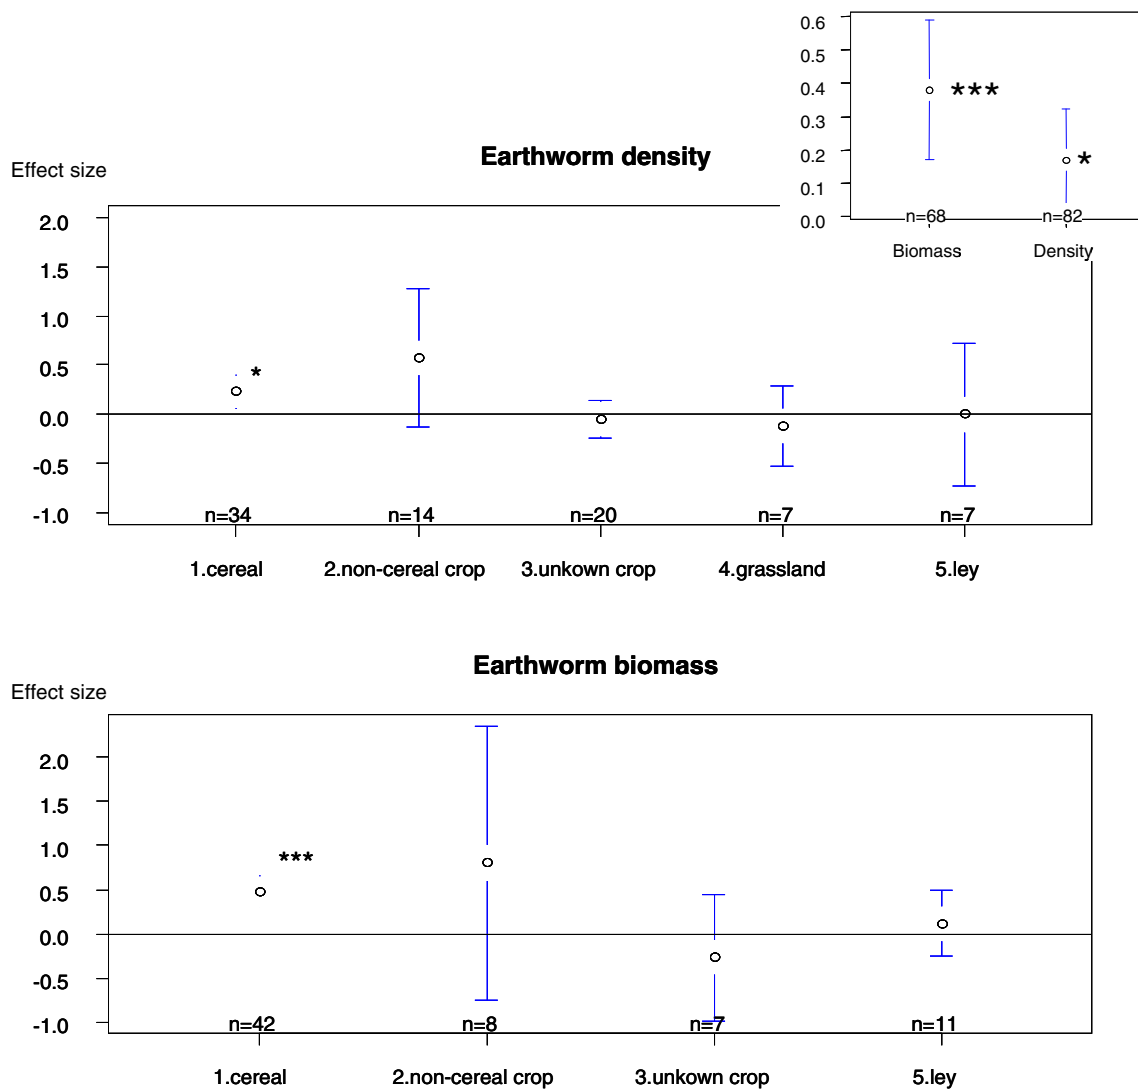 0.6
0.5
0.4
***
0.3
0.2
*
0.1
0.0
n=68 n=82
Biomass Density
Earthworm density
Effect size
2.0
1.5
1.0
0.5
*
0.0
-0.5
-1.0
n=34 n=14 n=20 n=7 n=7
1.cereal 2.non-cereal crop 3.unkown crop 4.grassland 5.ley
Earthworm biomass
Effect size
2.0
1.5
1.0
***
0.5
0.0
-0.5
-1.0
n=42 n=8 n=7 n=11
1.cereal 2.non-cereal crop 3.unkown crop 5.ley